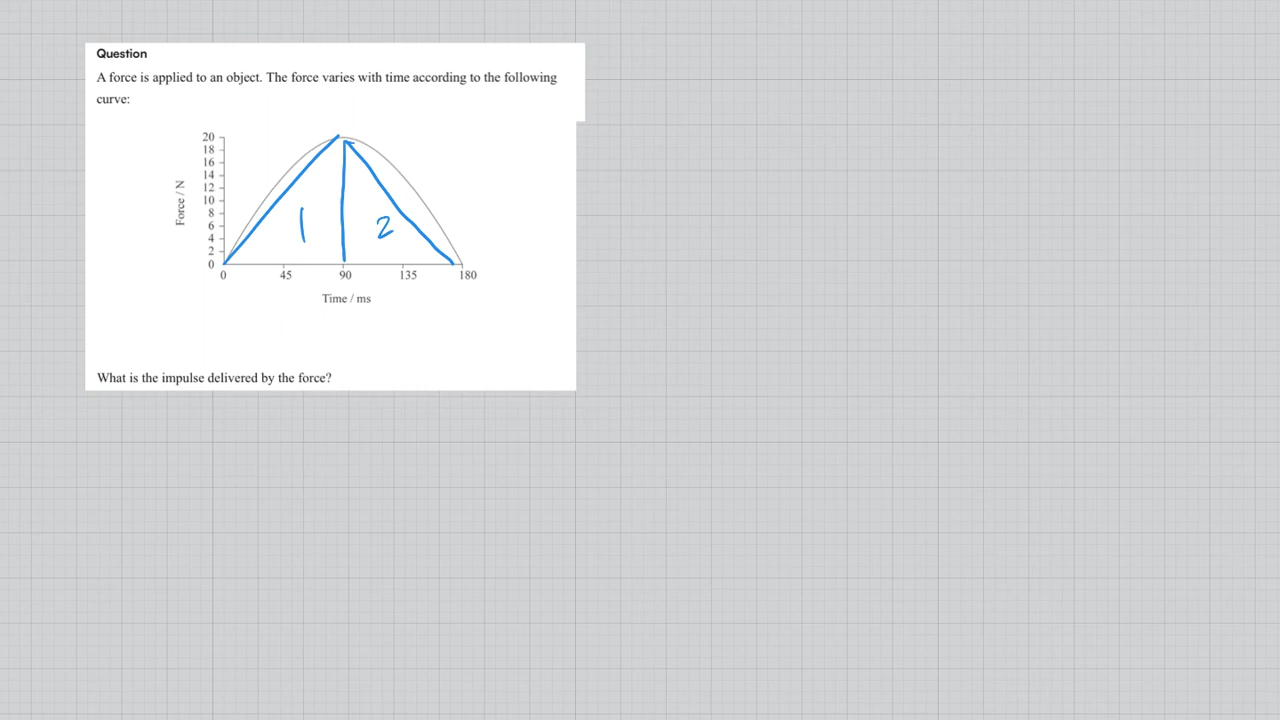 Question
A force is applied to an object. The force varies with time according to the following
curve:
20
18
16
14
12
10
8
6
4
2
0
Force / N
1
2
0 45 90 135 180
Time / ms
What is the impulse delivered by the force?